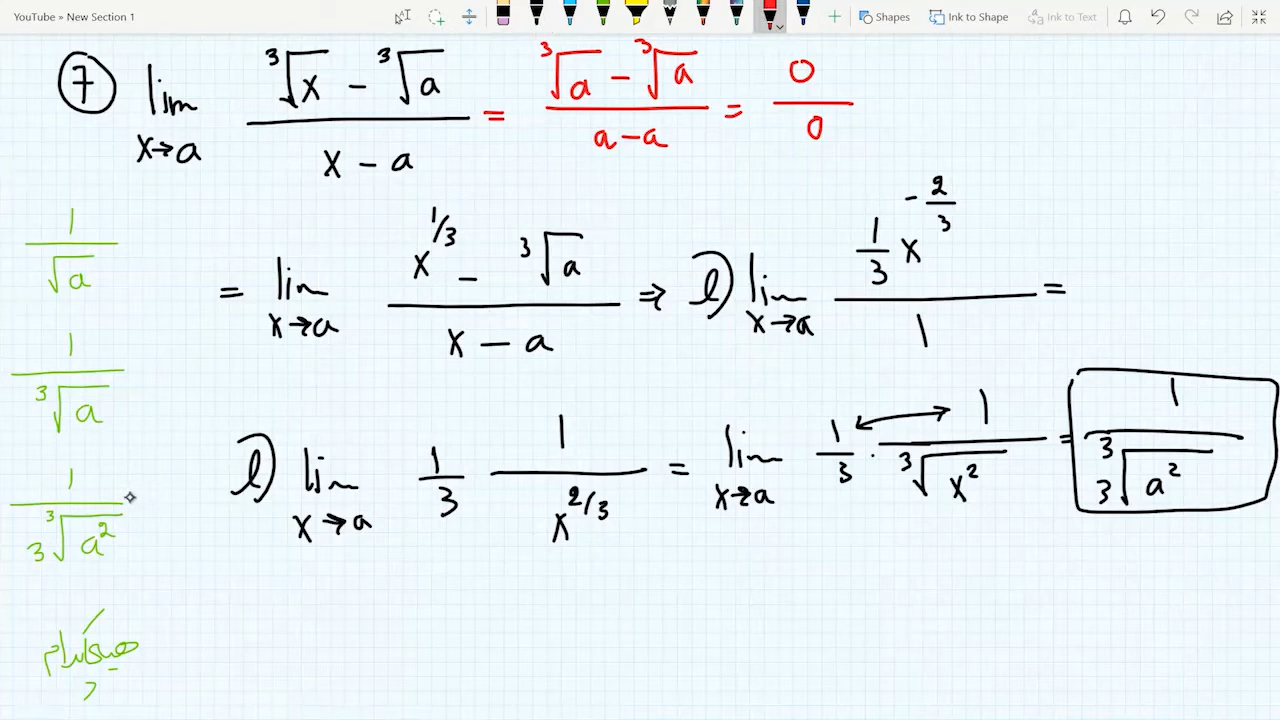 YouTube » New Section 1
Shapes Ink to Shape Ink to Text
7 lim x→a (∛x − ∛a)/(x − a) = (∛a − ∛a)/(a − a) = 0/0
= lim x→a (x^1/3 − ∛a)/(x − a) ⇒ l) lim x→a (1/3 x^−2/3)/1 =
l) lim x→a 1/3 1/x^2/3 = lim x→a 1/3 · 1/∛x² = 1/3∛a²
1/√a
1/∛a
1/3∛a²
هیچکدام